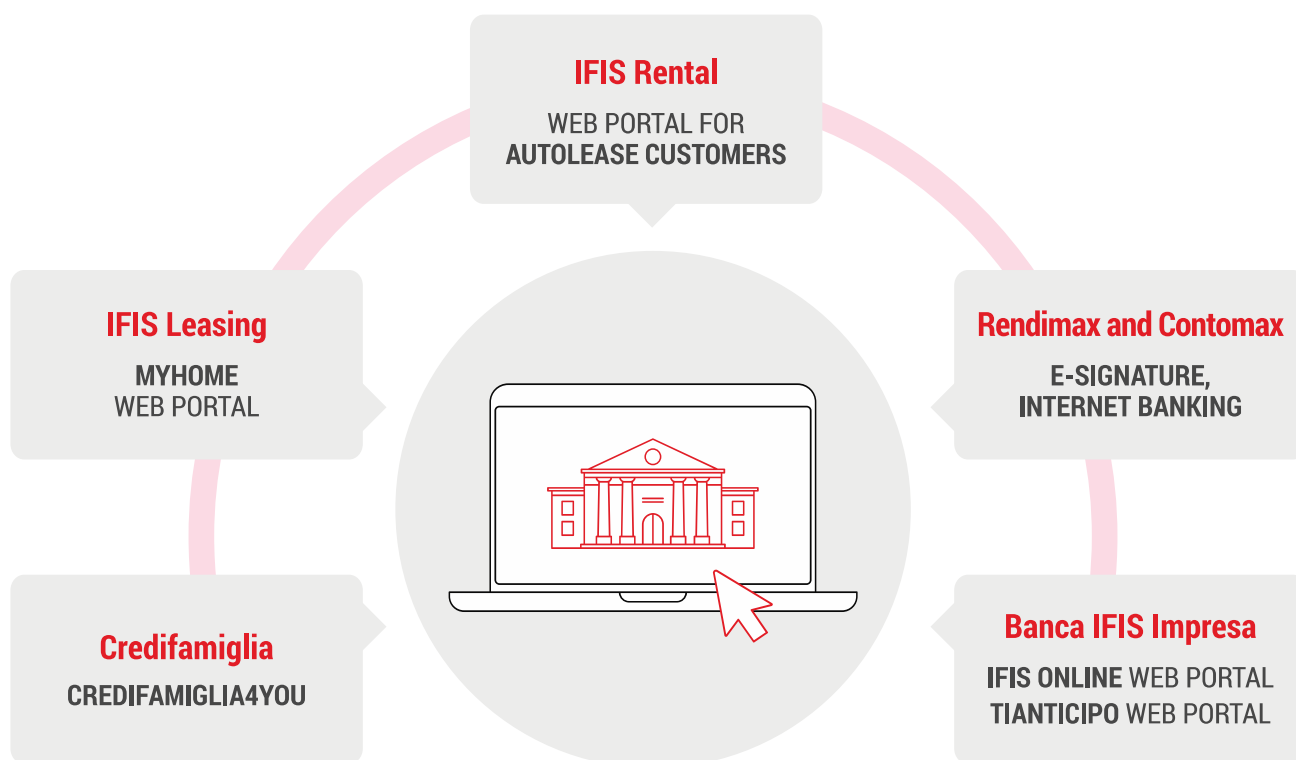 IFIS Rental
WEB PORTAL FOR
AUTOLEASE CUSTOMERS
IFIS Leasing
MYHOME
WEB PORTAL
Rendimax and Contomax
E-SIGNATURE,
INTERNET BANKING
Credifamiglia
CREDIFAMIGLIA4YOU
Banca IFIS Impresa
IFIS ONLINE WEB PORTAL
TIANTICIPO WEB PORTAL